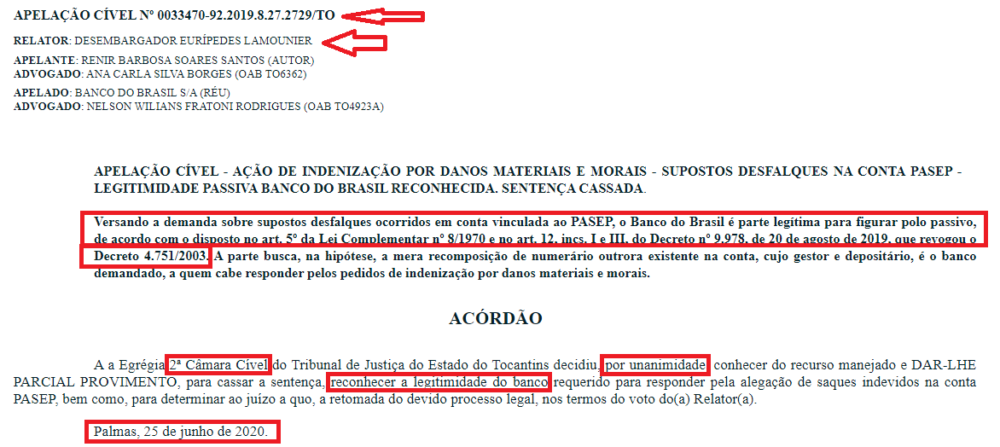 APELAÇÃO CÍVEL Nº 0033470-92.2019.8.27.2729/TO
RELATOR: DESEMBARGADOR EURÍPEDES LAMOUNIER
APELANTE: RENIR BARBOSA SOARES SANTOS (AUTOR)
ADVOGADO: ANA CARLA SILVA BORGES (OAB TO6362)
APELADO: BANCO DO BRASIL S/A (RÉU)
ADVOGADO: NELSON WILIANS FRATONI RODRIGUES (OAB TO4923A)
APELAÇÃO CÍVEL - AÇÃO DE INDENIZAÇÃO POR DANOS MATERIAIS E MORAIS - SUPOSTOS DESFALQUES NA CONTA PASEP -
LEGITIMIDADE PASSIVA BANCO DO BRASIL RECONHECIDA. SENTENÇA CASSADA.
Versando a demanda sobre supostos desfalques ocorridos em conta vinculada ao PASEP, o Banco do Brasil é parte legítima para figurar polo passivo,
de acordo com o disposto no art. 5º da Lei Complementar nº 8/1970 e no art. 12, incs. I e III, do Decreto nº 9.978, de 20 de agosto de 2019, que revogou o
Decreto 4.751/2003. A parte busca, na hipótese, a mera recomposição de numerário outrora existente na conta, cujo gestor e depositário, é o banco
demandado, a quem cabe responder pelos pedidos de indenização por danos materiais e morais.
ACÓRDÃO
A a Egrégia 2ª Câmara Cível do Tribunal de Justiça do Estado do Tocantins decidiu, por unanimidade, conhecer do recurso manejado e DAR-LHE
PARCIAL PROVIMENTO, para cassar a sentença, reconhecer a legitimidade do banco requerido para responder pela alegação de saques indevidos na conta
PASEP, bem como, para determinar ao juízo a quo, a retomada do devido processo legal, nos termos do voto do(a) Relator(a).
Palmas, 25 de junho de 2020.